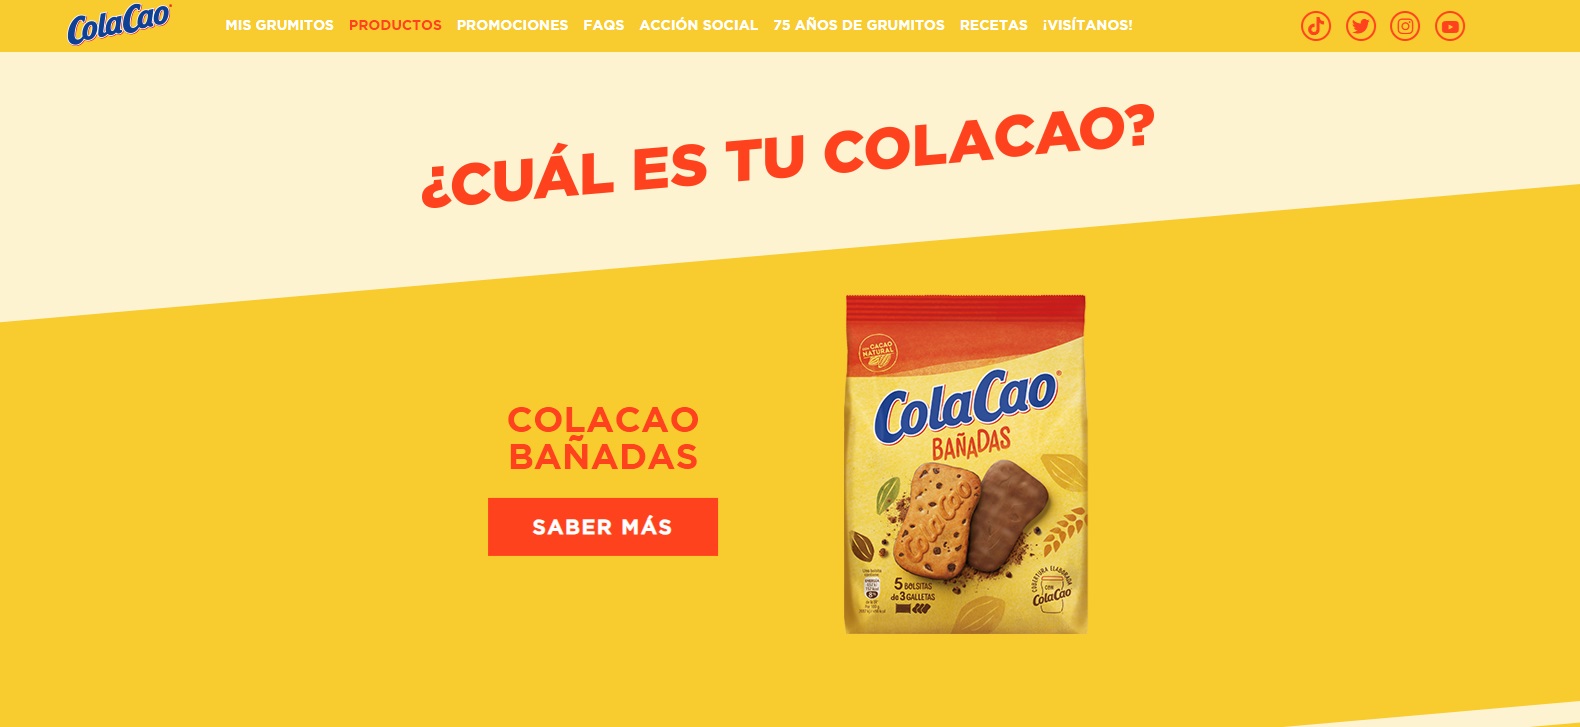 ColaCao
MIS GRUMITOS PRODUCTOS PROMOCIONES FAQS ACCIÓN SOCIAL 75 AÑOS DE GRUMITOS RECETAS ¡VISÍTANOS!
¿CUÁL ES TU COLACAO?
COLACAO
BAÑADAS
SABER MÁS
CACAO
NATURAL
ColaCao
BAÑADAS
ColaCao
5 BOLSITAS
de 3 GALLETAS
COBERTURA ELABORADA
CON
ColaCao